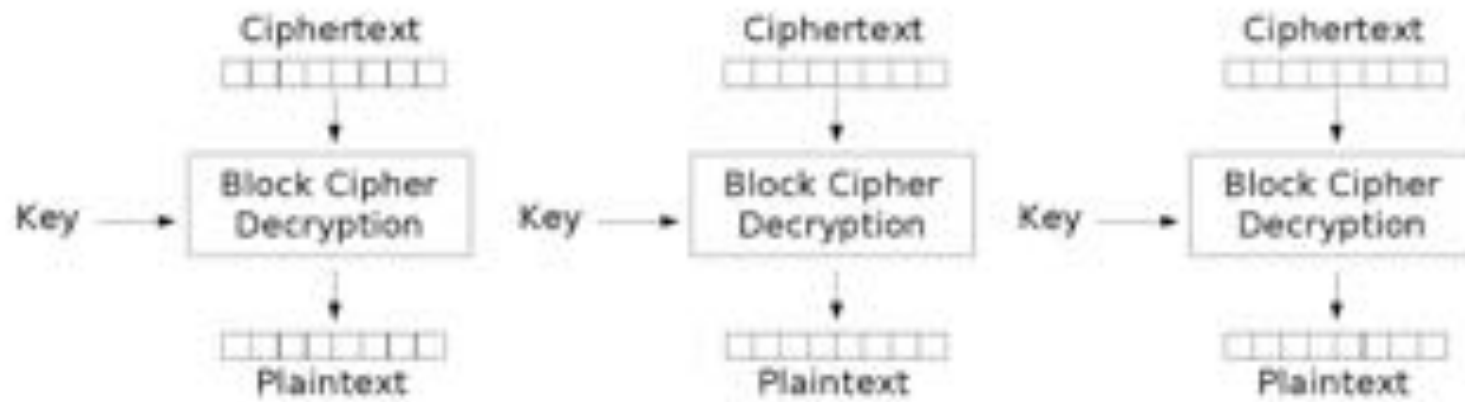 Ciphertext Ciphertext Ciphertext
Block Cipher Block Cipher Block Cipher
Key Decryption Key Decryption Key Decryption
Plaintext Plaintext Plaintext